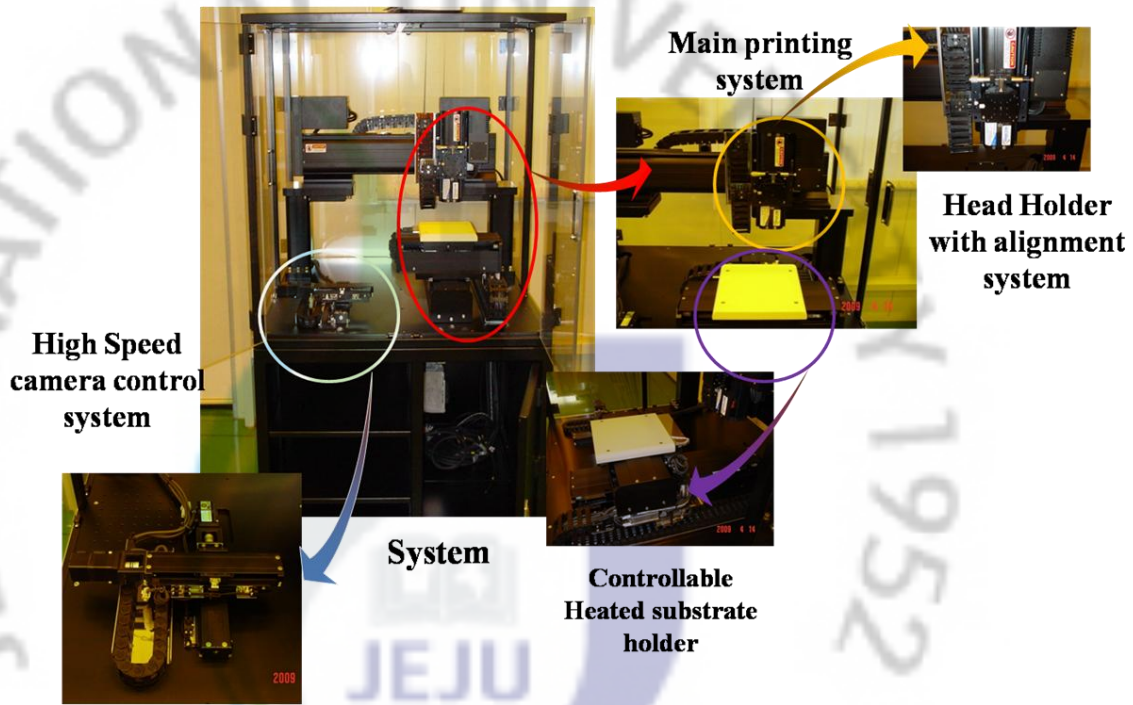 Main printing
system
Head Holder
with alignment
system
High Speed
camera control
system
System
Controllable
Heated substrate
holder
2009 4 14
2009 4 14
2009
JEJU
1952